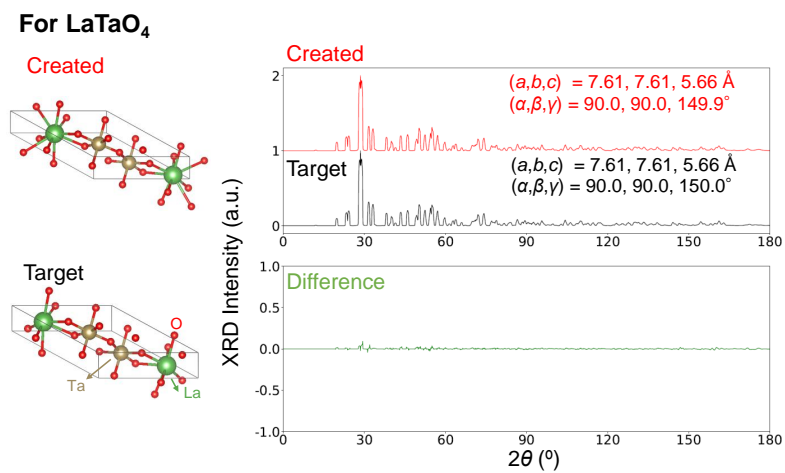 For LaTaO₄
Created
Target
O
Ta
La
Created
(a,b,c) = 7.61, 7.61, 5.66 Å
(α,β,γ) = 90.0, 90.0, 149.9°
Target
(a,b,c) = 7.61, 7.61, 5.66 Å
(α,β,γ) = 90.0, 90.0, 150.0°
2
1
0
0 30 60 90 120 150 180
XRD Intensity (a.u.)
Difference
1.0
0.5
0.0
-0.5
-1.0
0 30 60 90 120 150 180
2θ (º)